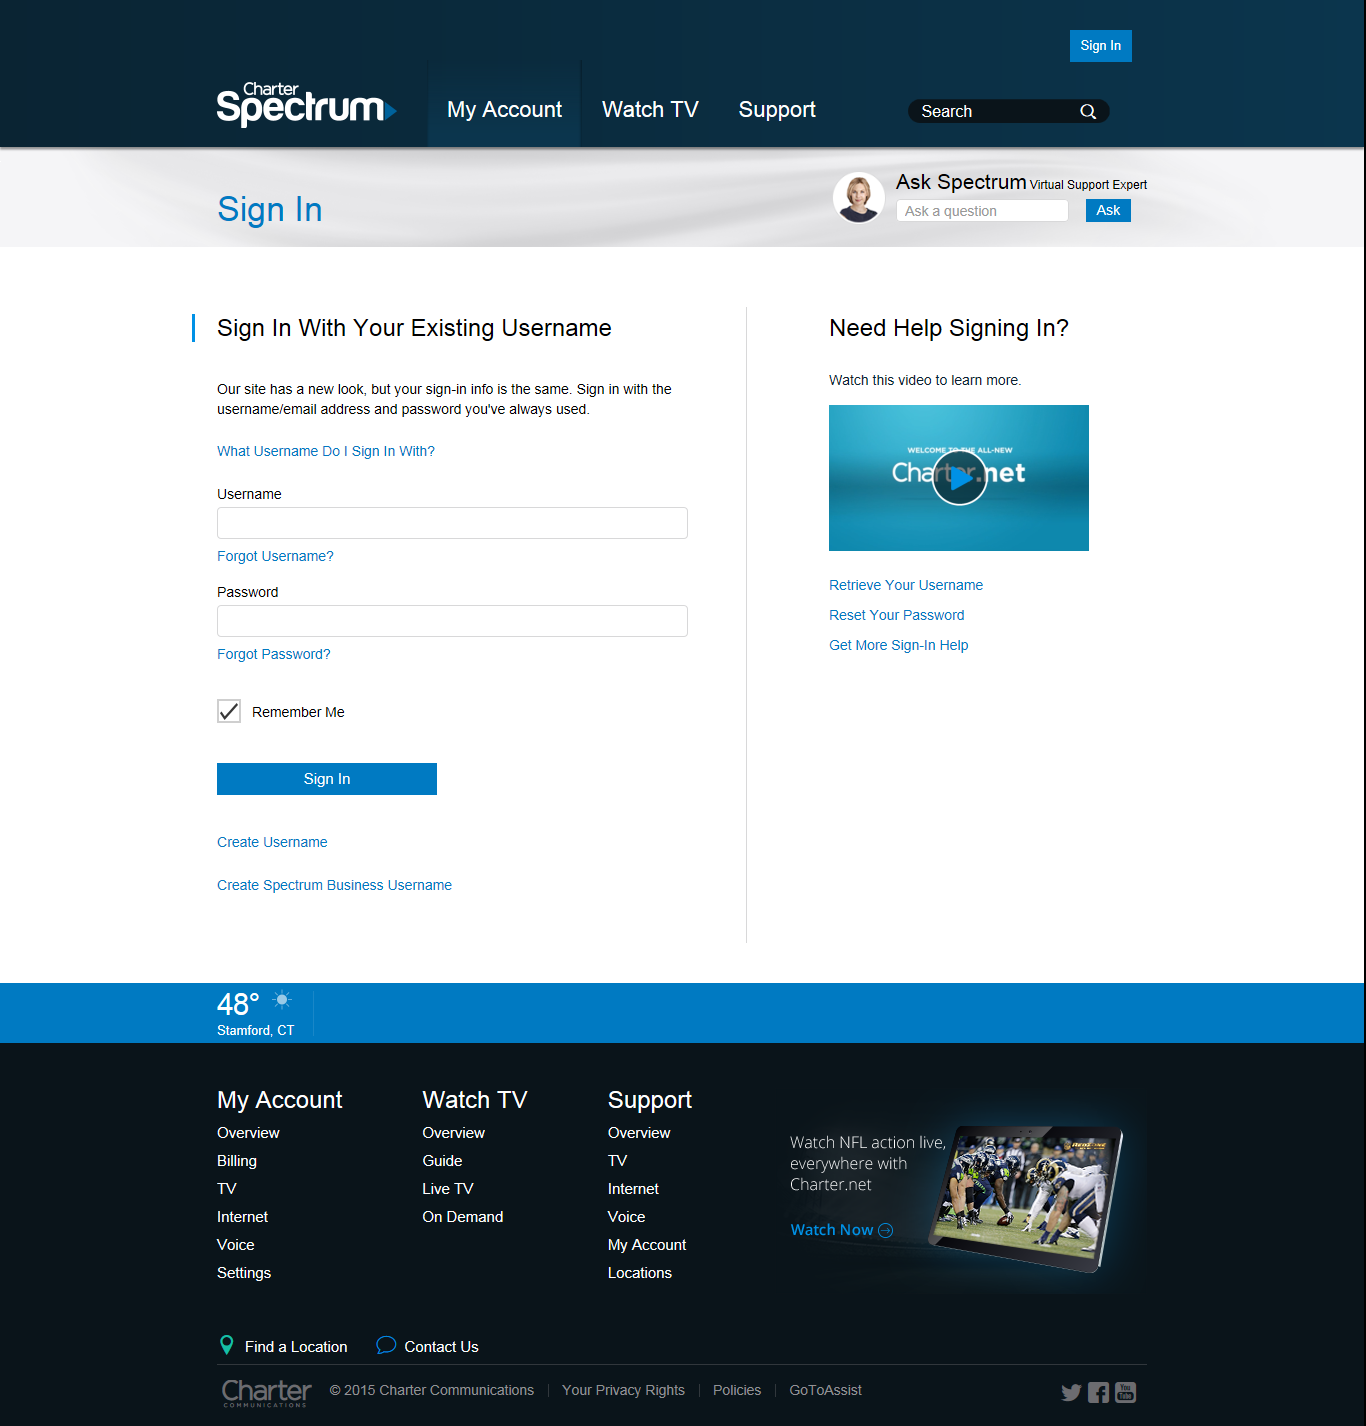 Sign In
Charter
Spectrum
My Account
Watch TV
Support
Search
Sign In
Ask Spectrum Virtual Support Expert
Ask a question
Ask
Sign In With Your Existing Username
Our site has a new look, but your sign-in info is the same. Sign in with the
username/email address and password you've always used.
What Username Do I Sign In With?
Username
Forgot Username?
Password
Forgot Password?
Remember Me
Sign In
Create Username
Create Spectrum Business Username
Need Help Signing In?
Watch this video to learn more.
WELCOME TO THE ALL-NEW
Charter.net
Retrieve Your Username
Reset Your Password
Get More Sign-In Help
48°
Stamford, CT
My Account
Overview
Billing
TV
Internet
Voice
Settings
Watch TV
Overview
Guide
Live TV
On Demand
Support
Overview
TV
Internet
Voice
My Account
Locations
Watch NFL action live,
everywhere with
Charter.net
Watch Now
Find a Location
Contact Us
Charter
COMMUNICATIONS
© 2015 Charter Communications
Your Privacy Rights
Policies
GoToAssist
You
Tube